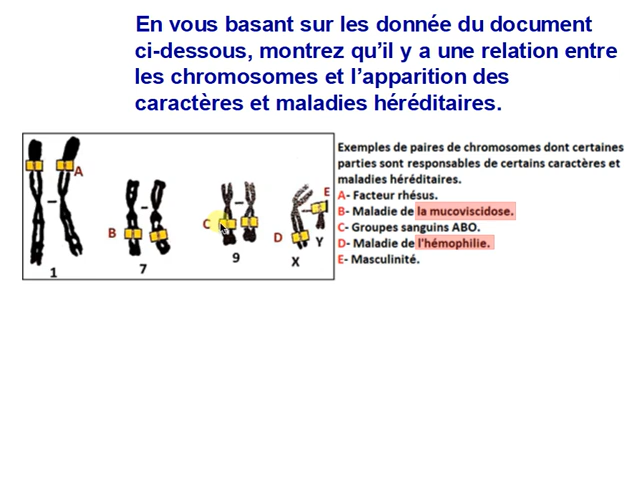 En vous basant sur les donnée du document
ci-dessous, montrez qu'il y a une relation entre
les chromosomes et l'apparition des
caractères et maladies héréditaires.
Exemples de paires de chromosomes dont certaines
parties sont responsables de certains caractères et
maladies héréditaires.
A- Facteur rhésus.
B- Maladie de la mucoviscidose.
C- Groupes sanguins ABO.
D- Maladie de l'hémophilie.
E- Masculinité.
A
B
C
D
E
1
7
9
X
Y